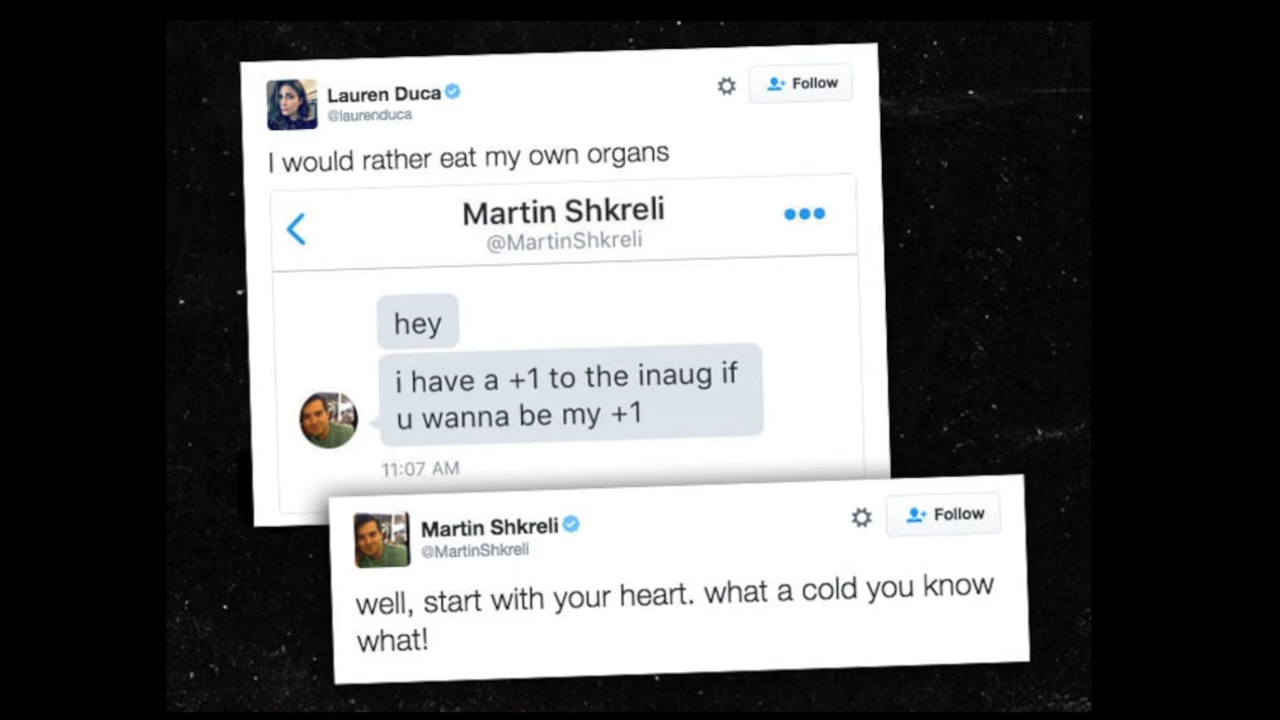 Lauren Duca
@laurenduca
Follow
I would rather eat my own organs
Martin Shkreli
@MartinShkreli
hey
i have a +1 to the inaug if
u wanna be my +1
11:07 AM
Martin Shkreli
@MartinShkreli
Follow
well, start with your heart. what a cold you know
what!